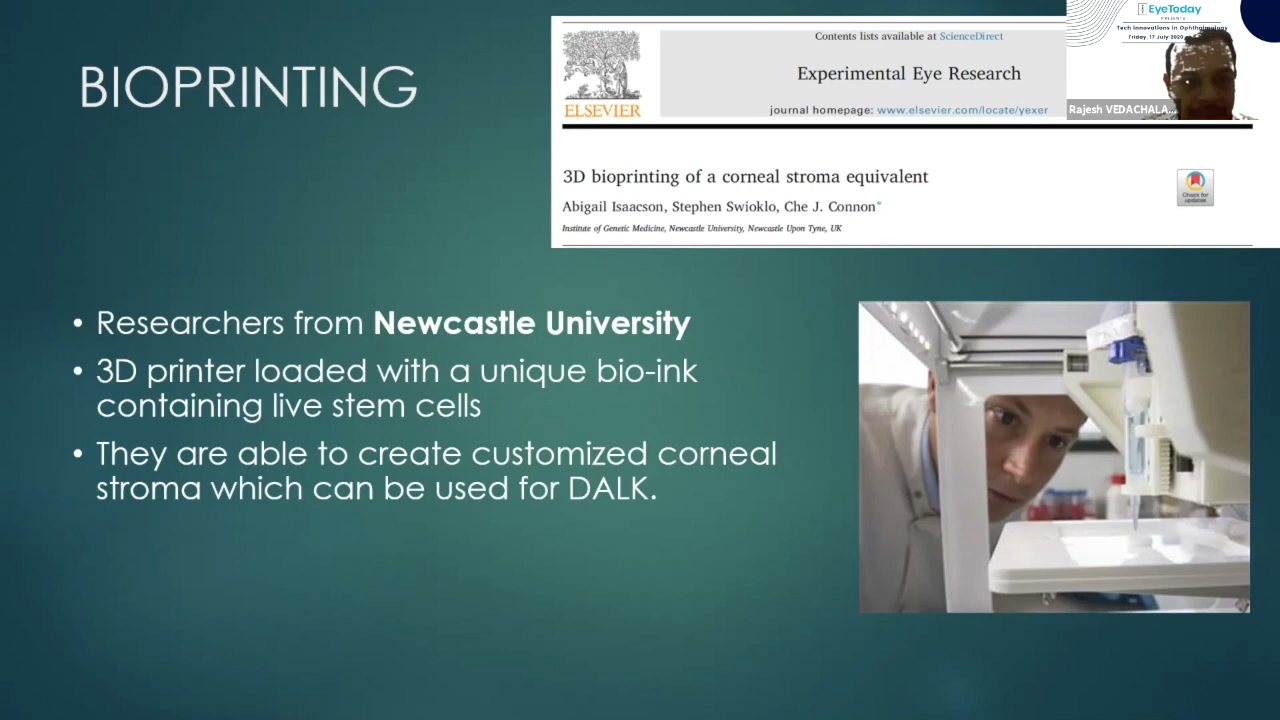 BIOPRINTING
Contents lists available at ScienceDirect
Experimental Eye Research
ELSEVIER
journal homepage: www.elsevier.com/locate/yexer
EyeToday
PRESENTS
Tech Innovations in Ophthalmology
Friday, 17 July 2020
Rajesh VEDACHALA...
3D bioprinting of a corneal stroma equivalent
Check for
updates
Abigail Isaacson, Stephen Swioklo, Che J. Connon*
Institute of Genetic Medicine, Newcastle University, Newcastle Upon Tyne, UK
• Researchers from Newcastle University
• 3D printer loaded with a unique bio-ink
containing live stem cells
• They are able to create customized corneal
stroma which can be used for DALK.